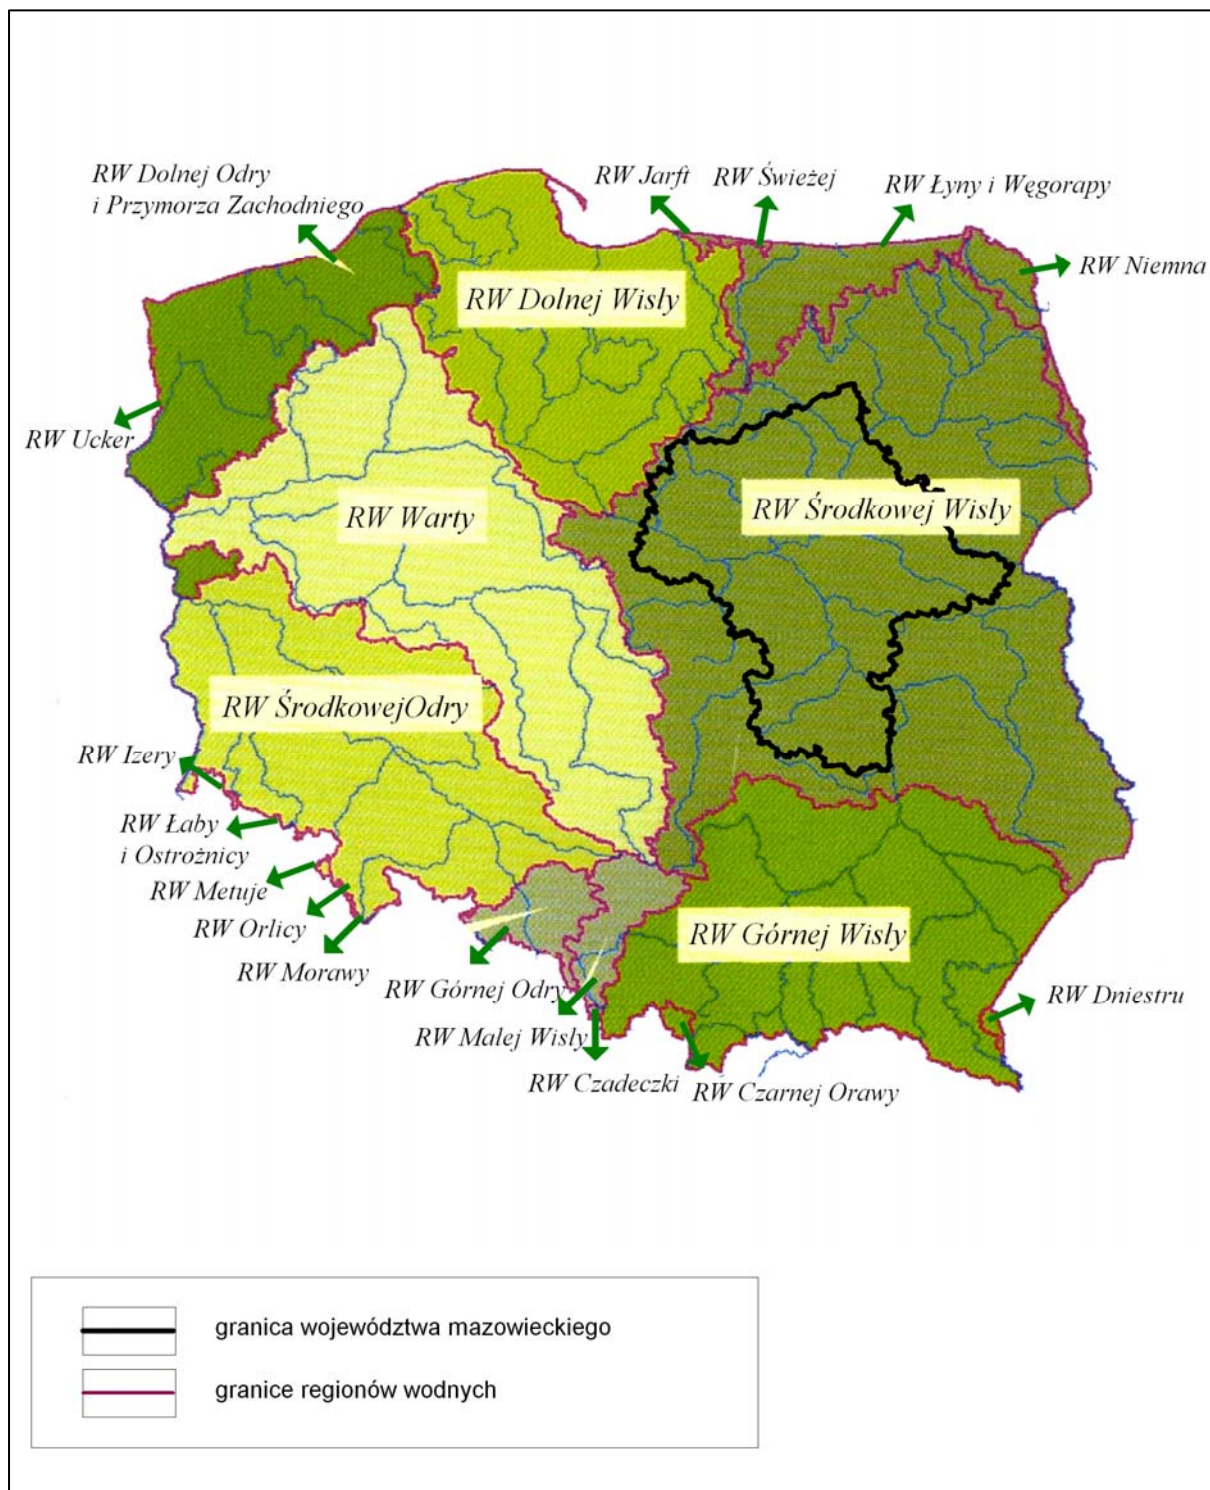 RW Dolnej Odry
i Przymorza Zachodniego
RW Jarft
RW Świeżej
RW Łyny i Węgorapy
RW Niemna
RW Dolnej Wisły
RW Ucker
RW Warty
RW Środkowej Wisły
RW ŚrodkowejOdry
RW Izery
RW Łaby
i Ostrożnicy
RW Metuje
RW Orlicy
RW Morawy
RW Górnej Odry
RW Małej Wisły
RW Czadeczki
RW Czarnej Orawy
RW Górnej Wisły
RW Dniestru
granica województwa mazowieckiego
granice regionów wodnych